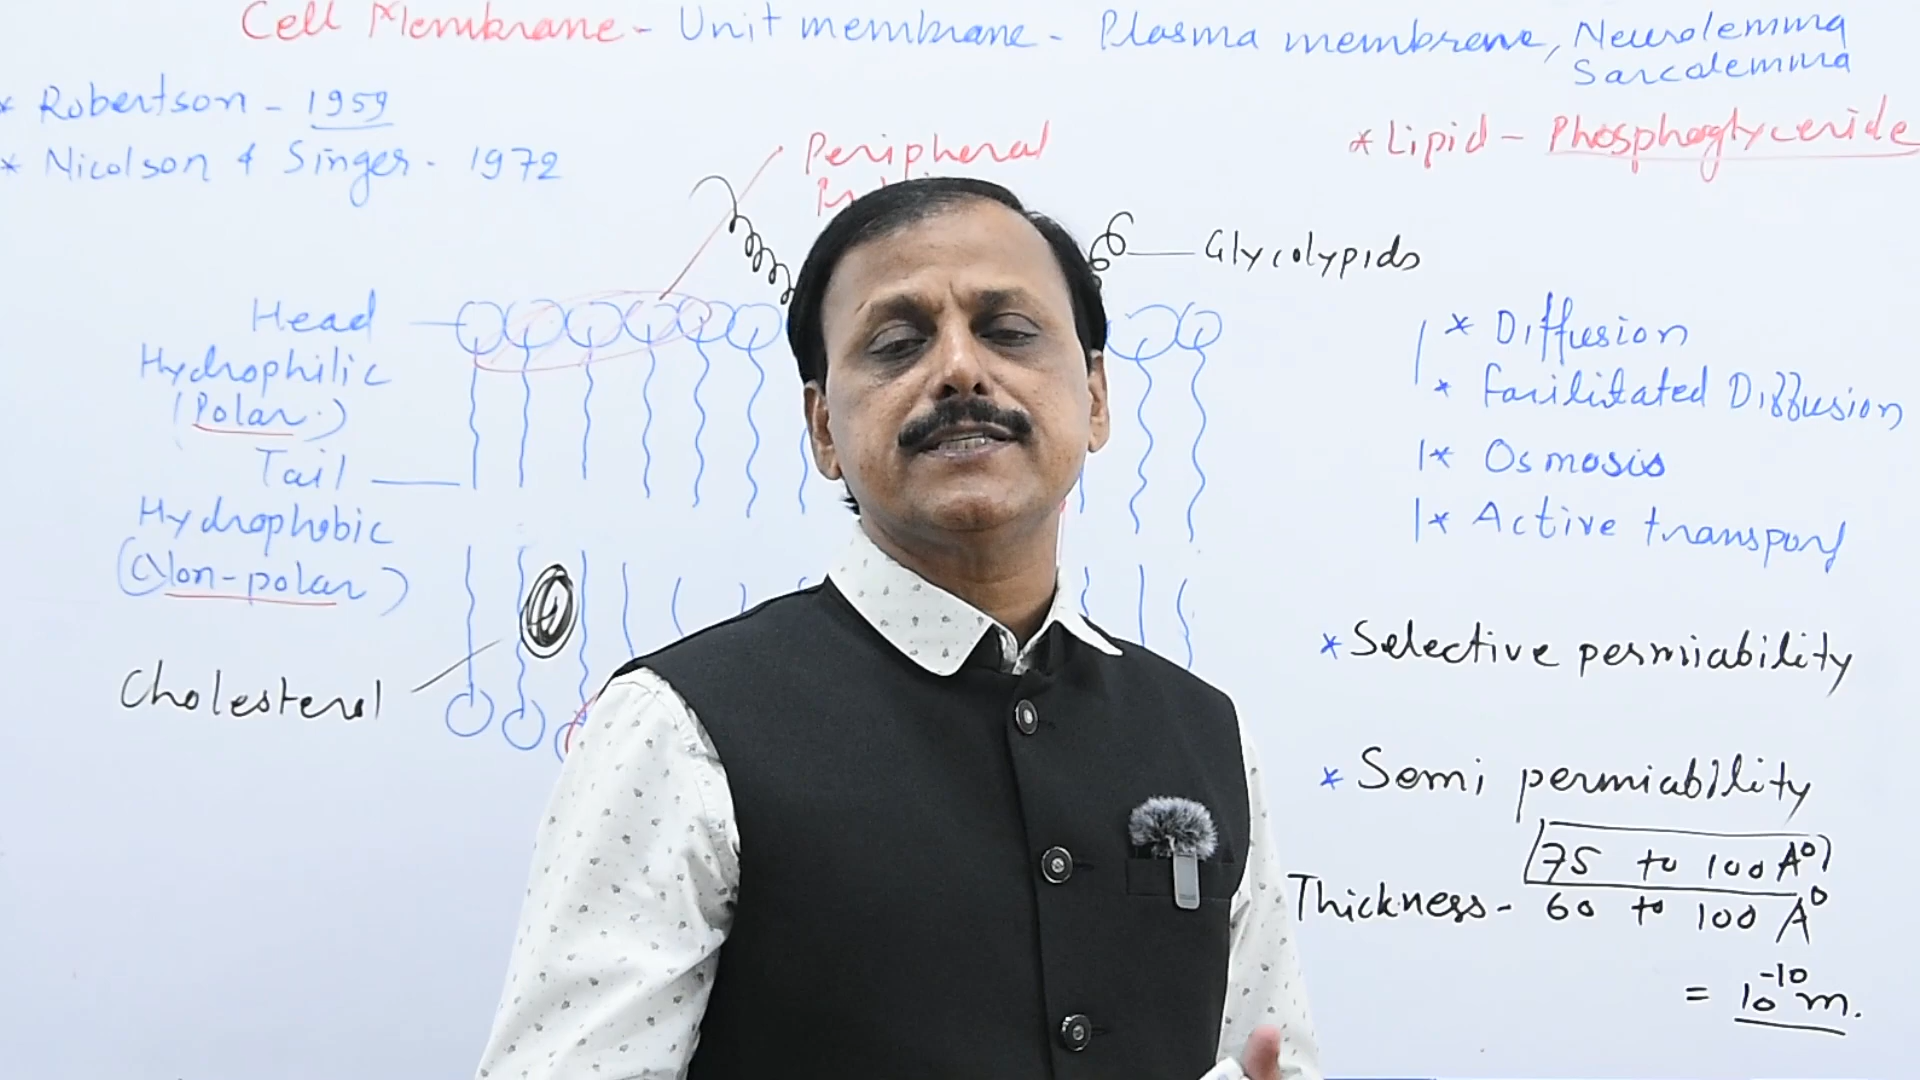 Cell Membrane - Unit membrane - Plasma membrane, Neurolemma
Sarcolemma
* Robertson - 1959
* Nicolson & Singer - 1972
Peripheral
* Lipid - Phosphoglyceride
Glycolypids
Head
Hydrophilic
(Polar)
Tail
Hydrophobic
(Non-polar)
Cholesterol
* Diffusion
* Facilitated Diffusion
* Osmosis
* Active transport
* Selective permiability
* Semi permiability
75 to 100 A°
Thickness - 60 to 100 A°
= 10⁻¹⁰ m.